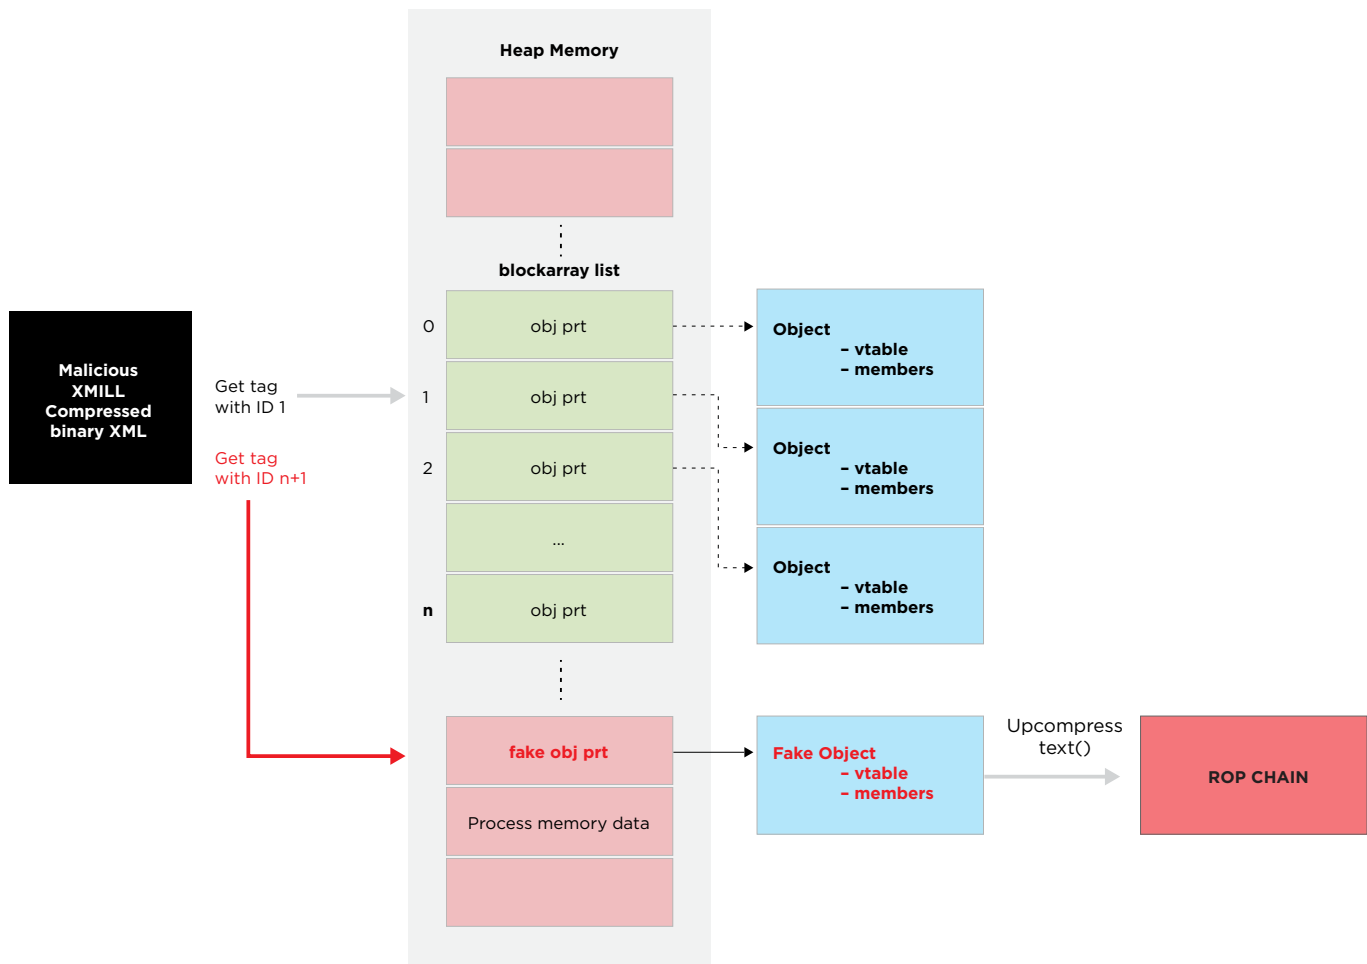 Heap Memory
blockarray list
Malicious
XMILL
Compressed
binary XML
Get tag
with ID 1
Get tag
with ID n+1
0
obj prt
1
obj prt
2
obj prt
...
n
obj prt
fake obj prt
Process memory data
Object
– vtable
– members
Object
– vtable
– members
Object
– vtable
– members
Fake Object
– vtable
– members
Upcompress
text()
ROP CHAIN